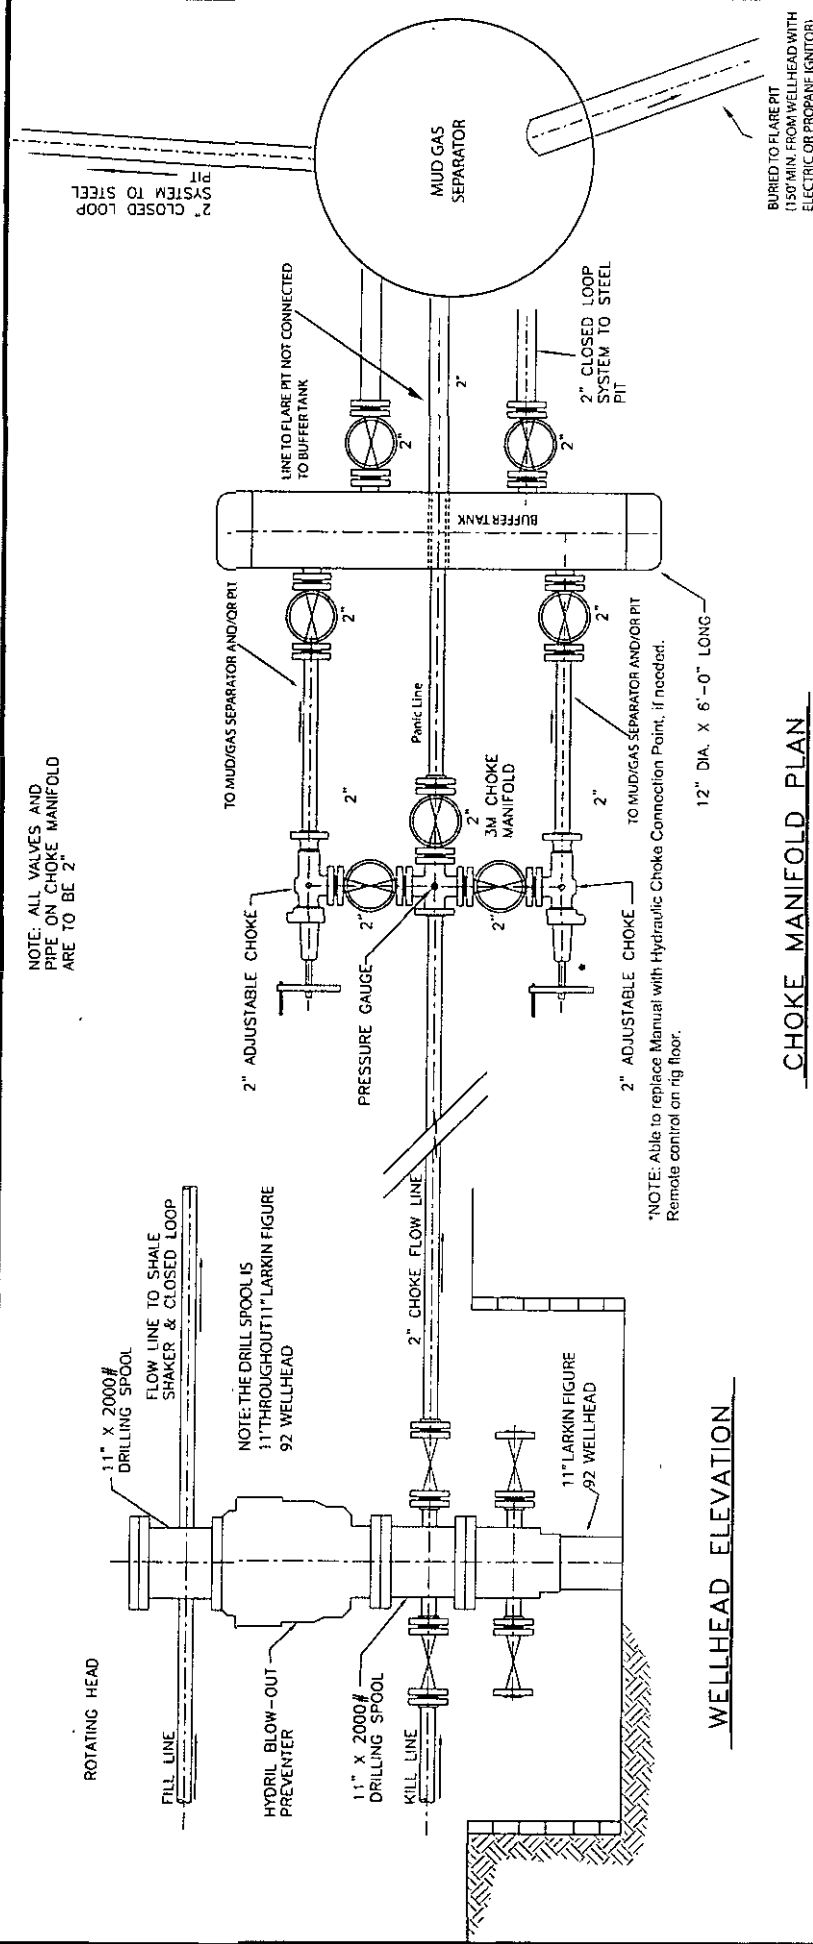 ROTATING HEAD
FILL LINE
11" X 2000#
DRILLING SPOOL
FLOW LINE TO SHALE
SHAKER & CLOSED LOOP
HYDRIL BLOW-OUT
PREVENTER
NOTE: THE DRILL SPOOL IS
11" THROUGHOUT 11" LARKIN FIGURE
92 WELLHEAD
11" X 2000#
DRILLING SPOOL
KILL LINE
2" CHOKE FLOW LINE
11" LARKIN FIGURE
92 WELLHEAD
WELLHEAD ELEVATION
NOTE: ALL VALVES AND
PIPE ON CHOKE MANIFOLD
ARE TO BE 2"
2" ADJUSTABLE CHOKE
PRESSURE GAUGE
2" ADJUSTABLE CHOKE
*
*NOTE: Able to replace Manual with Hydraulic Choke Connection Point, if needed.
Remote control on rig floor.
2"
2"
2"
3M CHOKE
MANIFOLD
Panic Line
2"
2"
TO MUD/GAS SEPARATOR AND/OR PIT
TO MUD/GAS SEPARATOR AND/OR PIT
2"
2"
12" DIA. X 6'-0" LONG
BUFFER TANK
LINE TO FLARE PIT NOT CONNECTED
TO BUFFER TANK
2"
2"
2"
2" CLOSED LOOP
SYSTEM TO STEEL
PIT
2" CLOSED LOOP
SYSTEM TO STEEL
PIT
MUD GAS
SEPARATOR
BURIED TO FLARE PIT
(150' MIN. FROM WELLHEAD WITH
ELECTRIC OR PROPANE IGNITOR)
CHOKE MANIFOLD PLAN